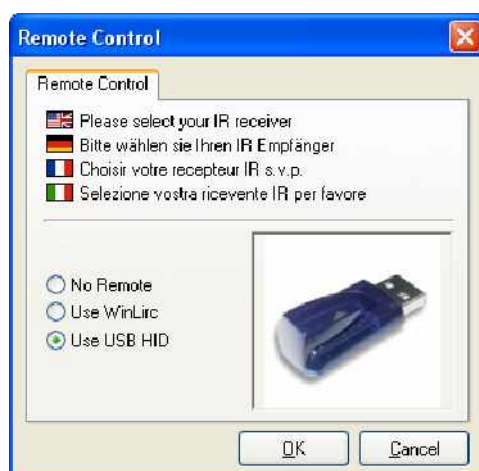 Remote Control
Remote Control
Please select your IR receiver
Bitte wählen sie Ihren IR Empfänger
Choisir votre recepteur IR s.v.p.
Selezione vostra ricevente IR per favore
No Remote
Use WinLirc
Use USB HID
OK
Cancel